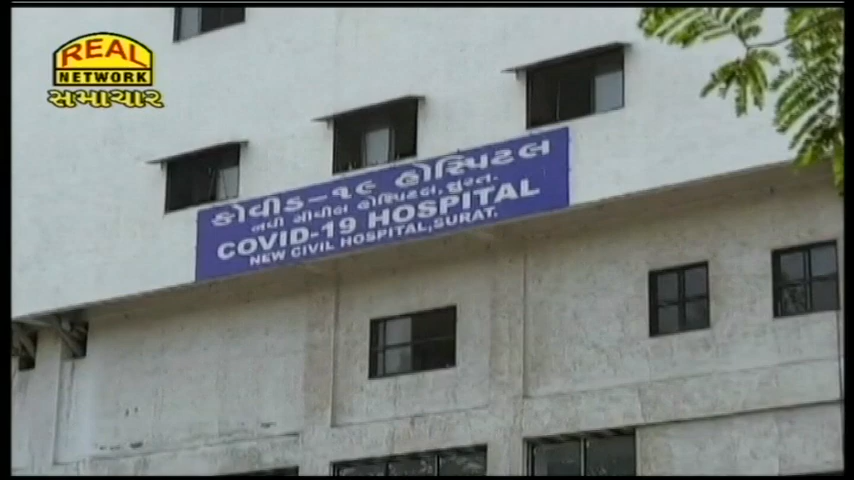 REAL
NETWORK
સમાચાર
કોવીડ-૧૯ હોસ્પિટલ
નવી સીવીલ હોસ્પિટલ,સુરત.
COVID-19 HOSPITAL
NEW CIVIL HOSPITAL,SURAT.